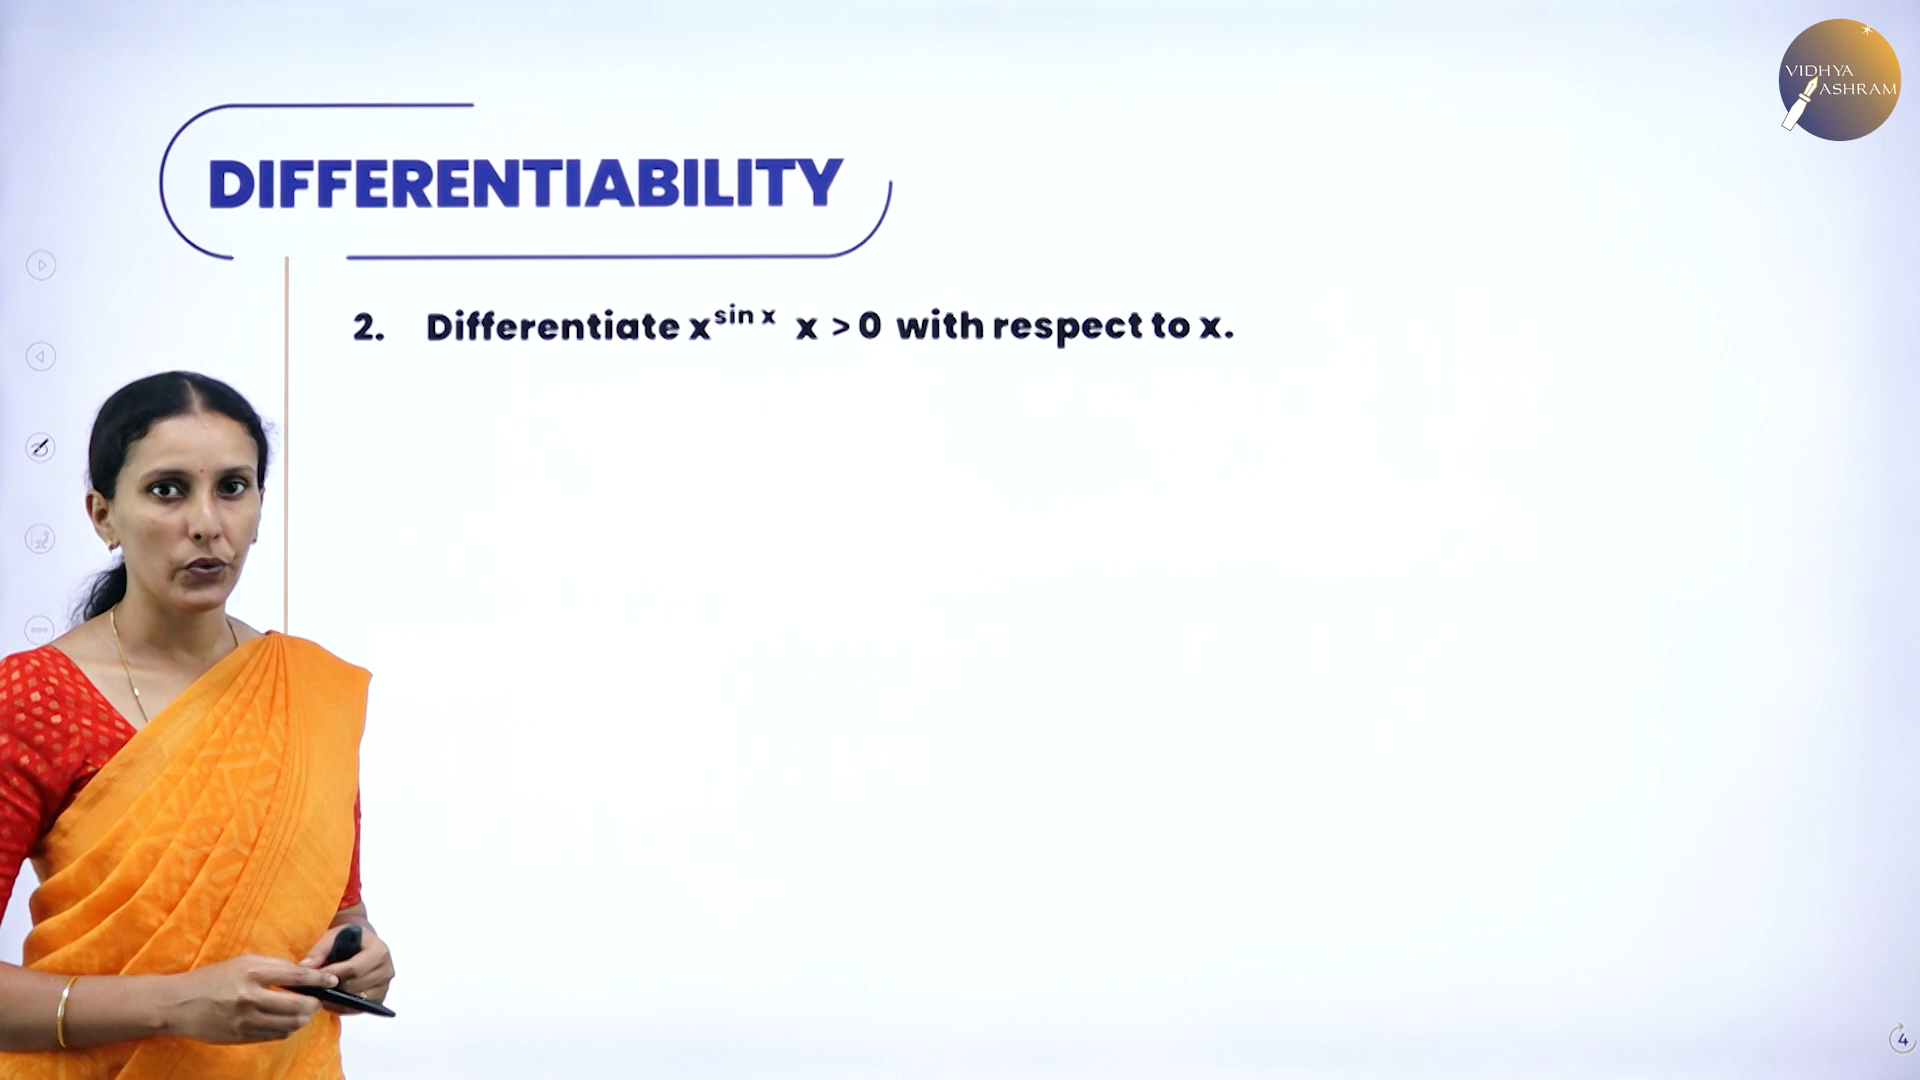 VIDHYA
ASHRAM
DIFFERENTIABILITY
2. Differentiate x^sin x x > 0 with respect to x.
4